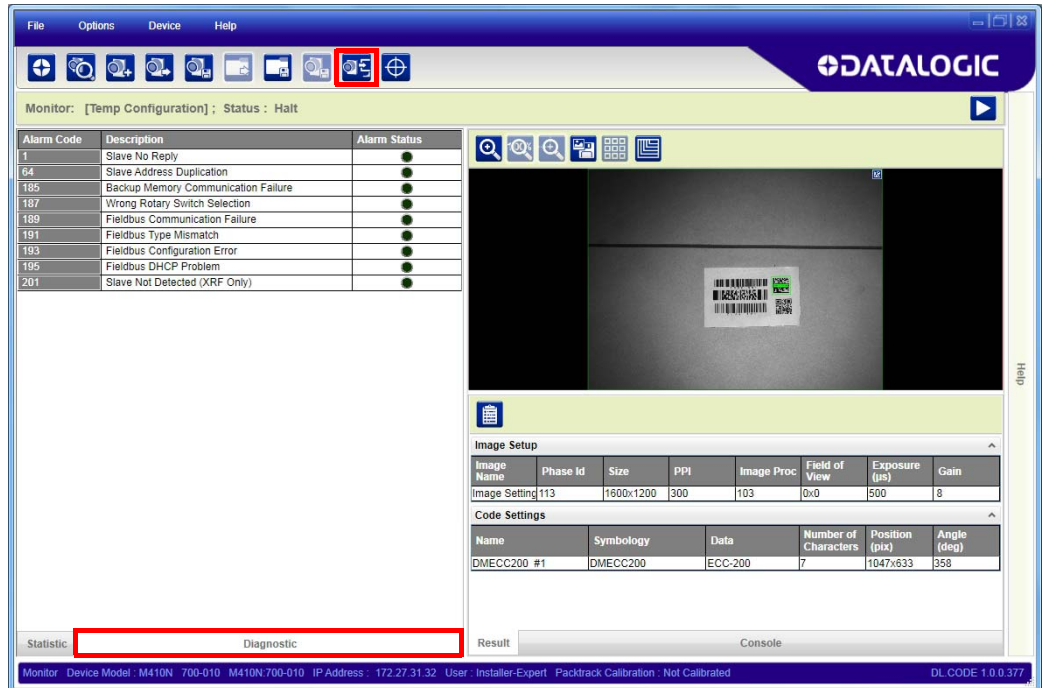 File Options Device Help
DATALOGIC
Monitor: [Temp Configuration] ; Status : Halt
Alarm Code Description Alarm Status
1 Slave No Reply
64 Slave Address Duplication
185 Backup Memory Communication Failure
187 Wrong Rotary Switch Selection
189 Fieldbus Communication Failure
191 Fieldbus Type Mismatch
193 Fieldbus Configuration Error
195 Fieldbus DHCP Problem
201 Slave Not Detected (XRF Only)
Help
Image Setup
Image Name Phase Id Size PPI Image Proc Field of View Exposure (µs) Gain
Image Setting 113 1600x1200 300 103 0x0 500 8
Code Settings
Name Symbology Data Number of Characters Position (pix) Angle (deg)
DMECC200 #1 DMECC200 ECC-200 7 1047x633 358
Statistic Diagnostic Result Console
Monitor Device Model : M410N 700-010 M410N:700-010 IP Address : 172.27.31.32 User : Installer-Expert Packtrack Calibration : Not Calibrated DL.CODE 1.0.0.377